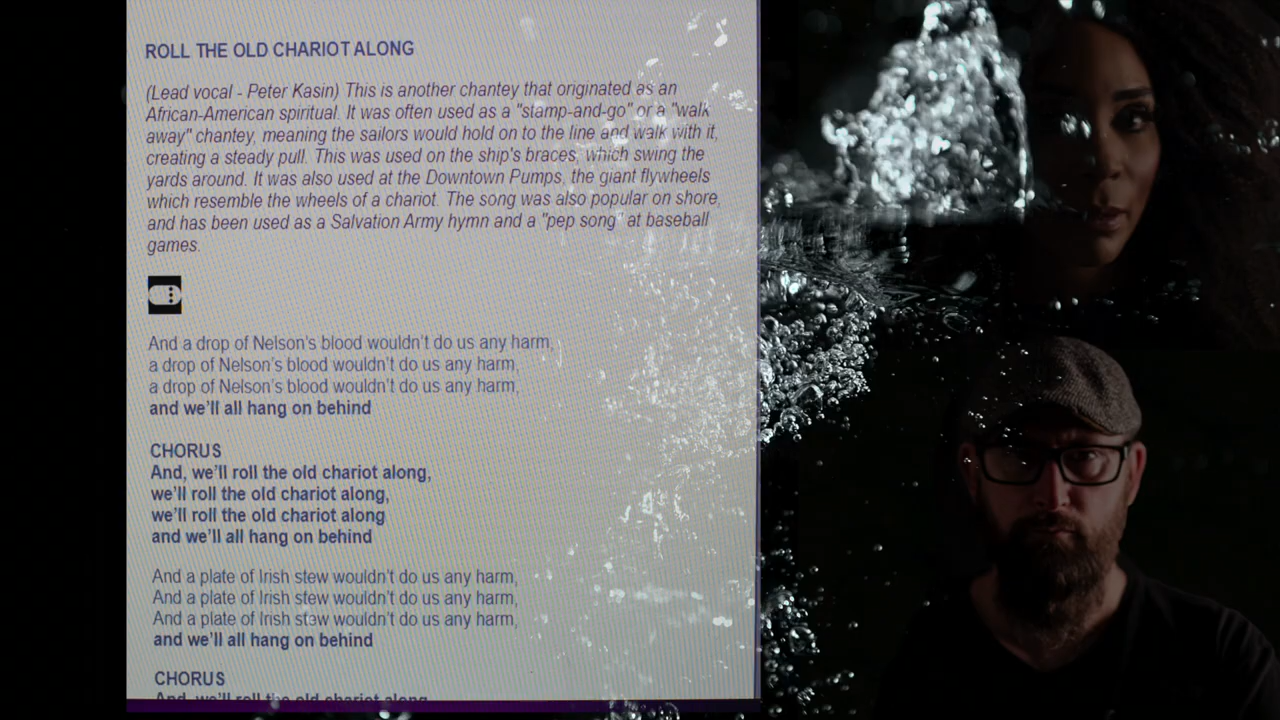 ROLL THE OLD CHARIOT ALONG
(Lead vocal - Peter Kasin) This is another chantey that originated as an
African-American spiritual. It was often used as a "stamp-and-go" or a "walk
away" chantey, meaning the sailors would hold on to the line and walk with it,
creating a steady pull. This was used on the ship's braces, which swing the
yards around. It was also used at the Downtown Pumps, the giant flywheels
which resemble the wheels of a chariot. The song was also popular on shore,
and has been used as a Salvation Army hymn and a "pep song" at baseball
games.
And a drop of Nelson's blood wouldn't do us any harm,
a drop of Nelson's blood wouldn't do us any harm,
a drop of Nelson's blood wouldn't do us any harm,
and we'll all hang on behind
CHORUS
And, we'll roll the old chariot along,
we'll roll the old chariot along,
we'll roll the old chariot along
and we'll all hang on behind
And a plate of Irish stew wouldn't do us any harm,
And a plate of Irish stew wouldn't do us any harm,
And a plate of Irish stew wouldn't do us any harm,
and we'll all hang on behind
CHORUS
And, we'll roll the old chariot along,